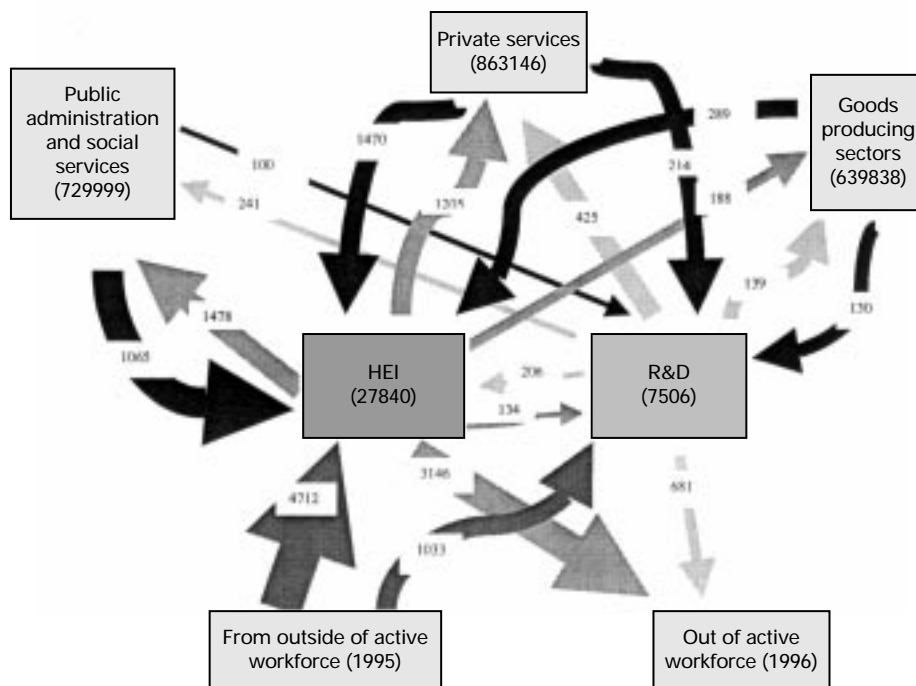 Private services
(863146)
Public
administration
and social
services
(729999)
Goods
producing
sectors
(639838)
1470
289
100
214
1205
188
241
425
139
130
1478
1065
HEI
(27840)
R&D
(7506)
206
134
3146
681
4712
1033
From outside of active
workforce (1995)
Out of active
workforce (1996)